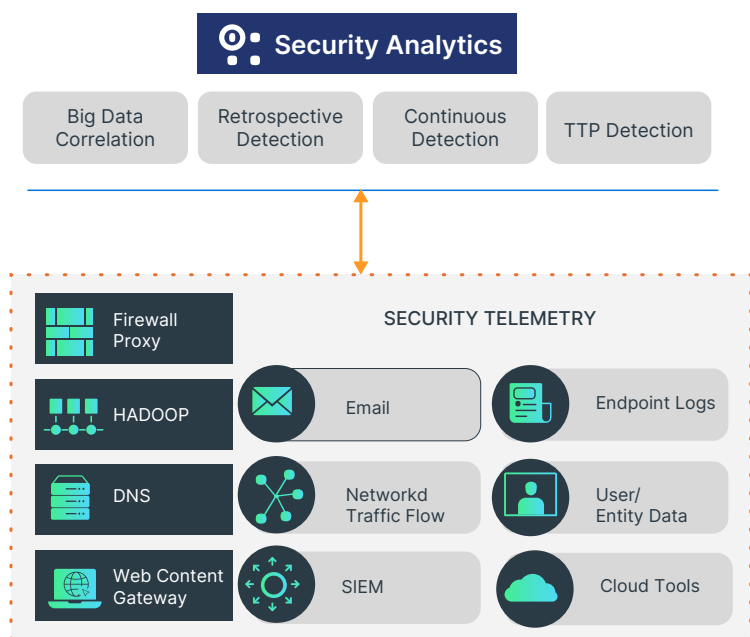 Security Analytics
Big Data
Correlation
Retrospective
Detection
Continuous
Detection
TTP Detection
SECURITY TELEMETRY
Firewall
Proxy
HADOOP
DNS
Web Content
Gateway
Email
Networkd
Traffic Flow
SIEM
Endpoint Logs
User/
Entity Data
Cloud Tools